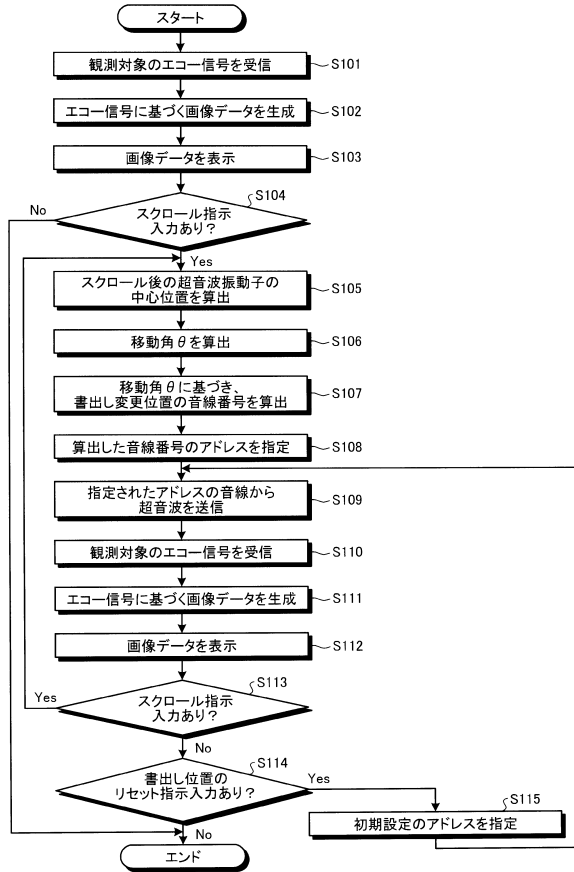 スタート
観測対象のエコー信号を受信
S101
エコー信号に基づく画像データを生成
S102
画像データを表示
S103
S104
No
スクロール指示
入力あり？
Yes
スクロール後の超音波振動子の
中心位置を算出
S105
移動角θを算出
S106
移動角θに基づき、
書出し変更位置の音線番号を算出
S107
算出した音線番号のアドレスを指定
S108
指定されたアドレスの音線から
超音波を送信
S109
観測対象のエコー信号を受信
S110
エコー信号に基づく画像データを生成
S111
画像データを表示
S112
S113
Yes
スクロール指示
入力あり？
No
S114
書出し位置の
リセット指示入力あり？
Yes
S115
初期設定のアドレスを指定
No
エンド